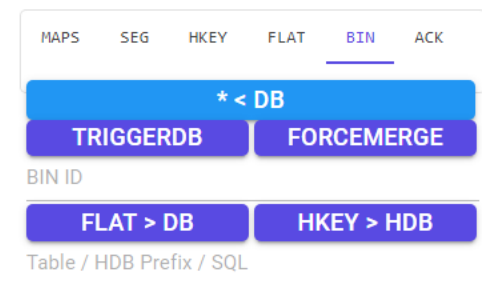 MAPS SEG HKEY FLAT BIN ACK
* < DB
TRIGGERDB FORCEMERGE
BIN ID
FLAT > DB HKEY > HDB
Table / HDB Prefix / SQL